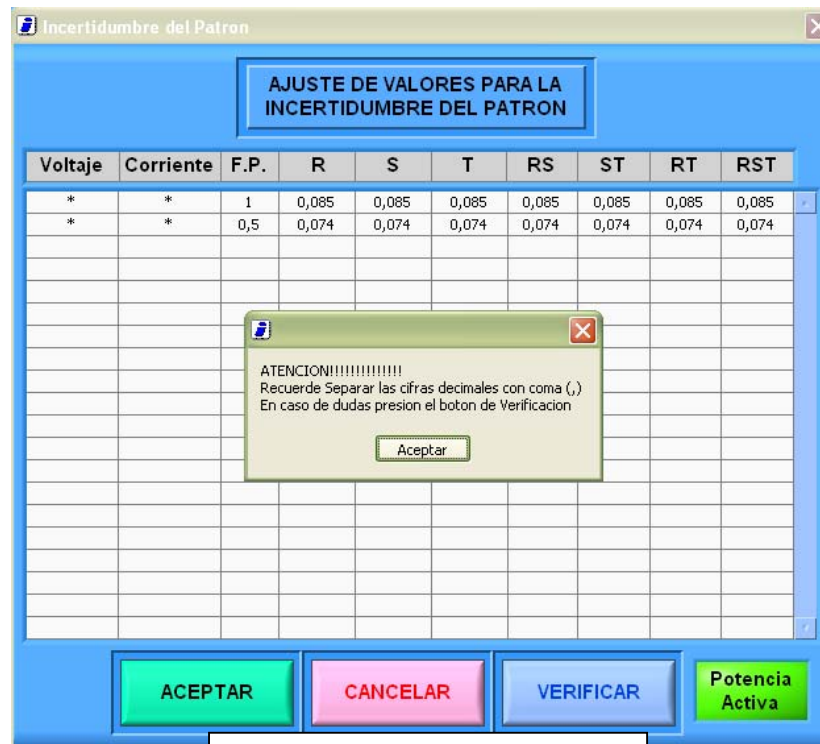 Incertidumbre del Patron
AJUSTE DE VALORES PARA LA
INCERTIDUMBRE DEL PATRON
Voltaje Corriente F.P. R S T RS ST RT RST
* * 1 0,085 0,085 0,085 0,085 0,085 0,085 0,085
* * 0,5 0,074 0,074 0,074 0,074 0,074 0,074 0,074
ATENCION!!!!!!!!!!!!!!
Recuerde Separar las cifras decimales con coma (,)
En caso de dudas presion el boton de Verificacion
Aceptar
ACEPTAR CANCELAR VERIFICAR Potencia
Activa